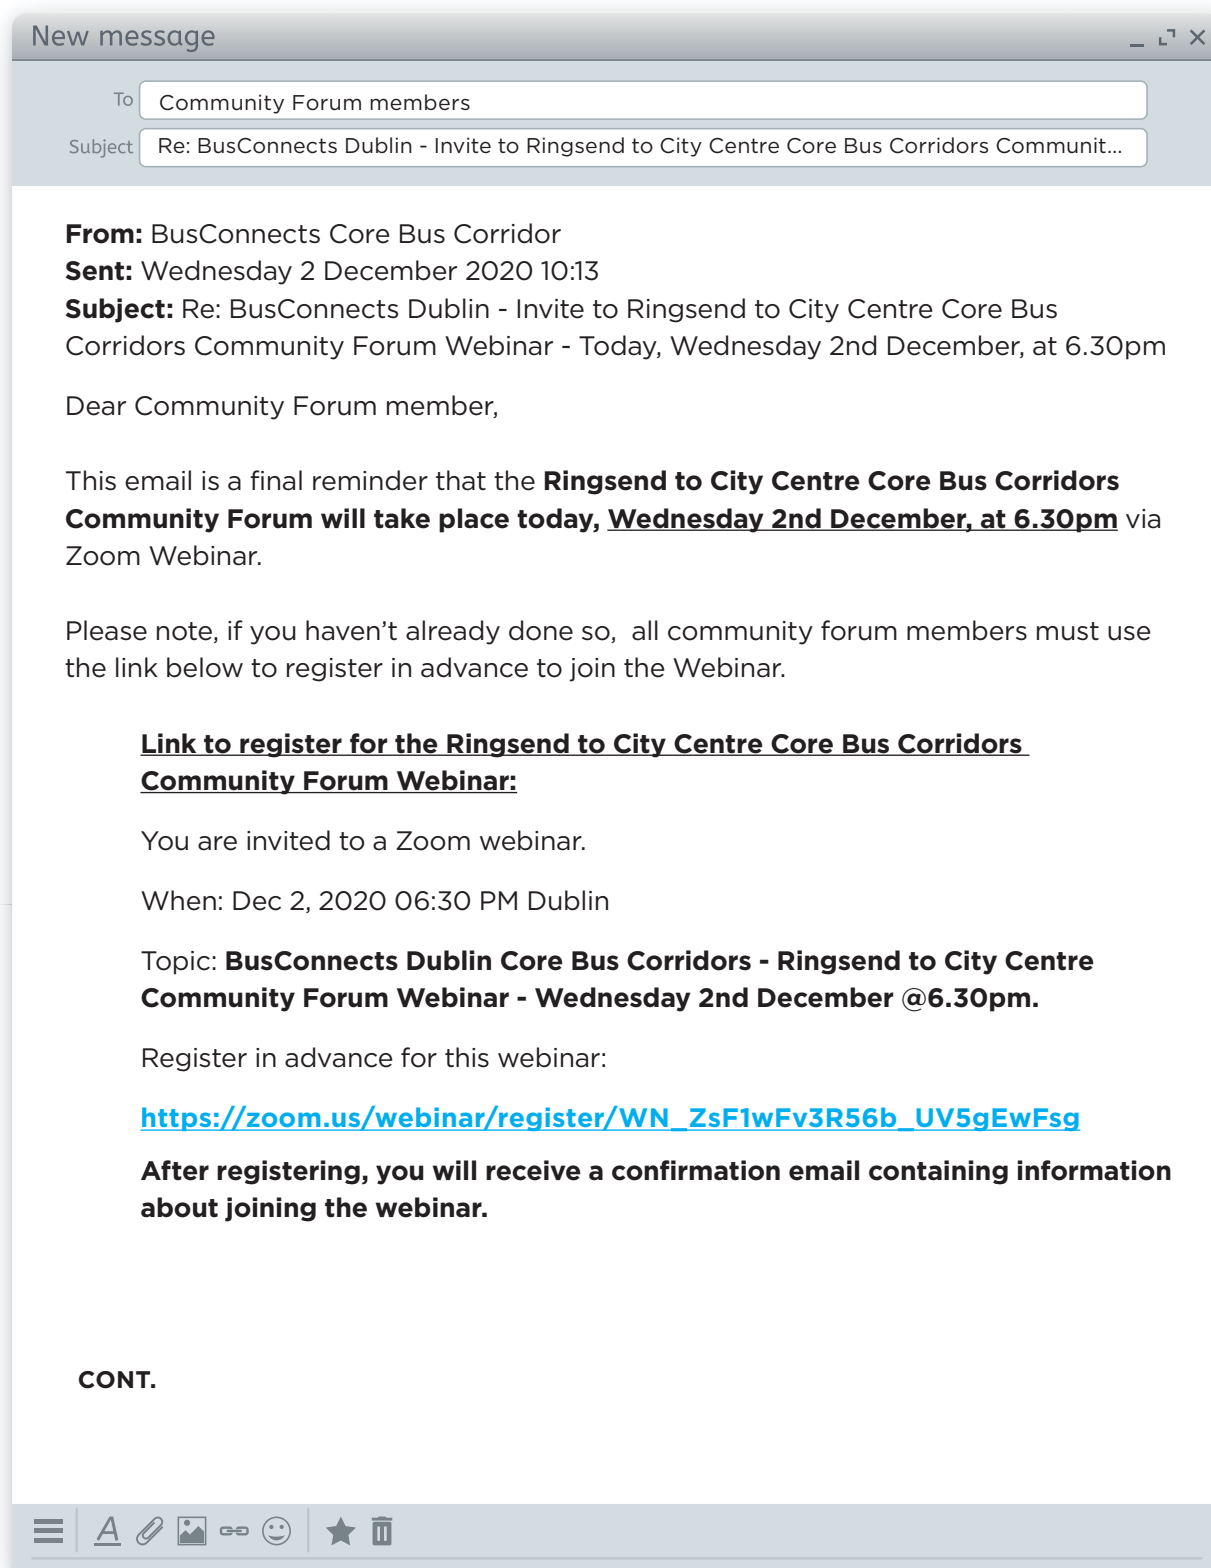 New message
To Community Forum members
Subject Re: BusConnects Dublin - Invite to Ringsend to City Centre Core Bus Corridors Communit...
From: BusConnects Core Bus Corridor
Sent: Wednesday 2 December 2020 10:13
Subject: Re: BusConnects Dublin - Invite to Ringsend to City Centre Core Bus
Corridors Community Forum Webinar - Today, Wednesday 2nd December, at 6.30pm
Dear Community Forum member,
This email is a final reminder that the Ringsend to City Centre Core Bus Corridors
Community Forum will take place today, Wednesday 2nd December, at 6.30pm via
Zoom Webinar.
Please note, if you haven’t already done so,  all community forum members must use
the link below to register in advance to join the Webinar.
Link to register for the Ringsend to City Centre Core Bus Corridors
Community Forum Webinar:
You are invited to a Zoom webinar.
When: Dec 2, 2020 06:30 PM Dublin
Topic: BusConnects Dublin Core Bus Corridors - Ringsend to City Centre
Community Forum Webinar - Wednesday 2nd December @6.30pm.
Register in advance for this webinar:
https://zoom.us/webinar/register/WN_ZsF1wFv3R56b_UV5gEwFsg
After registering, you will receive a confirmation email containing information
about joining the webinar.
CONT.
A